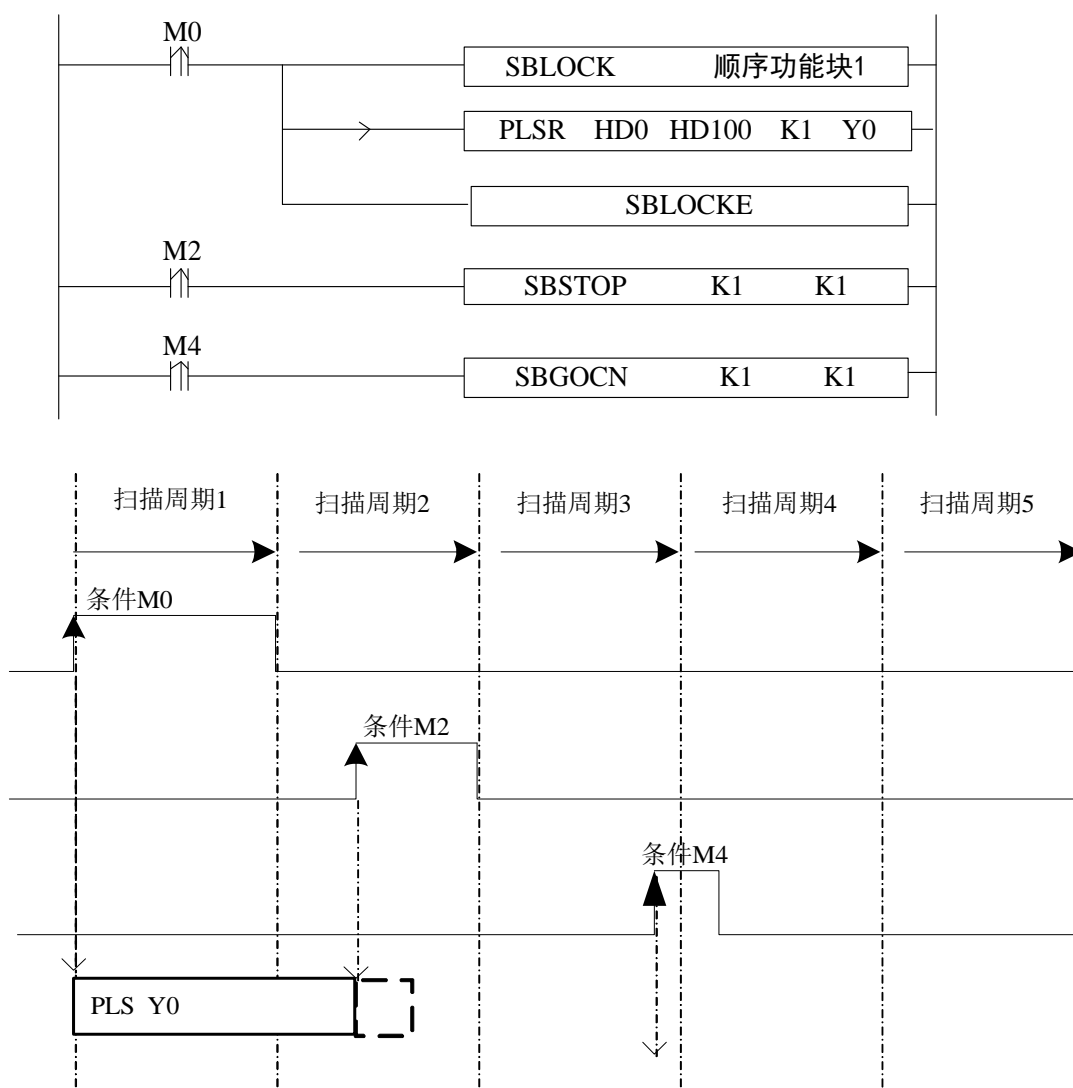 M0
SBLOCK 顺序功能块1
PLSR HD0 HD100 K1 Y0
SBLOCKE
M2
SBSTOP K1 K1
M4
SBGOCN K1 K1
扫描周期1 扫描周期2 扫描周期3 扫描周期4 扫描周期5
条件M0
条件M2
条件M4
PLS Y0